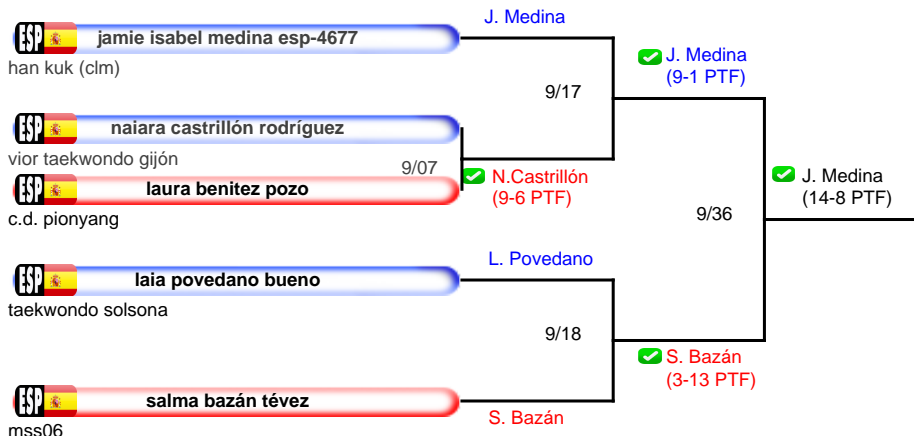 J. Medina
ESP jamie isabel medina esp-4677
han kuk (clm)
J. Medina
(9-1 PTF)
9/17
ESP naiara castrillón rodríguez
vior taekwondo gijón
9/07
N.Castrillón
(9-6 PTF)
ESP laura benitez pozo
c.d. pionyang
J. Medina
(14-8 PTF)
9/36
L. Povedano
ESP laia povedano bueno
taekwondo solsona
9/18
S. Bazán
(3-13 PTF)
ESP salma bazán tévez
S. Bazán
mss06